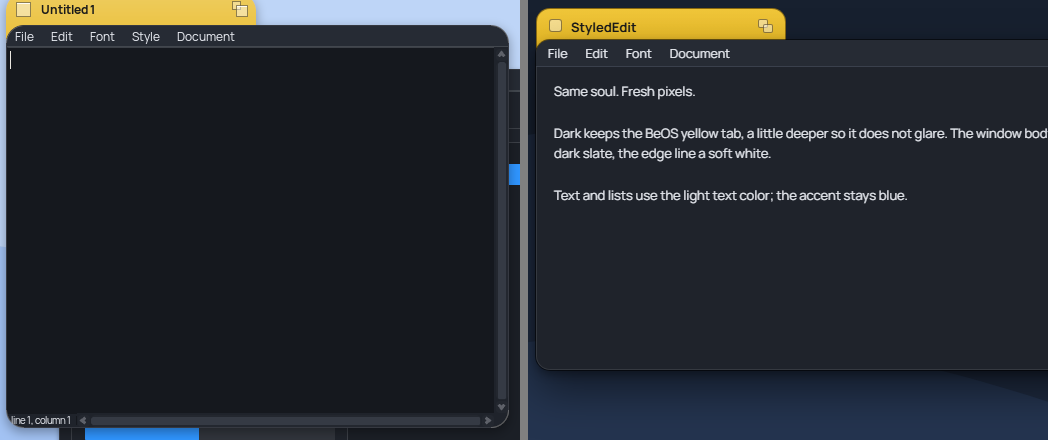 Untitled 1
File Edit Font Style Document
line 1, column 1
StyledEdit
File Edit Font Document
Same soul. Fresh pixels.
Dark keeps the BeOS yellow tab, a little deeper so it does not glare. The window bod
dark slate, the edge line a soft white.
Text and lists use the light text color; the accent stays blue.